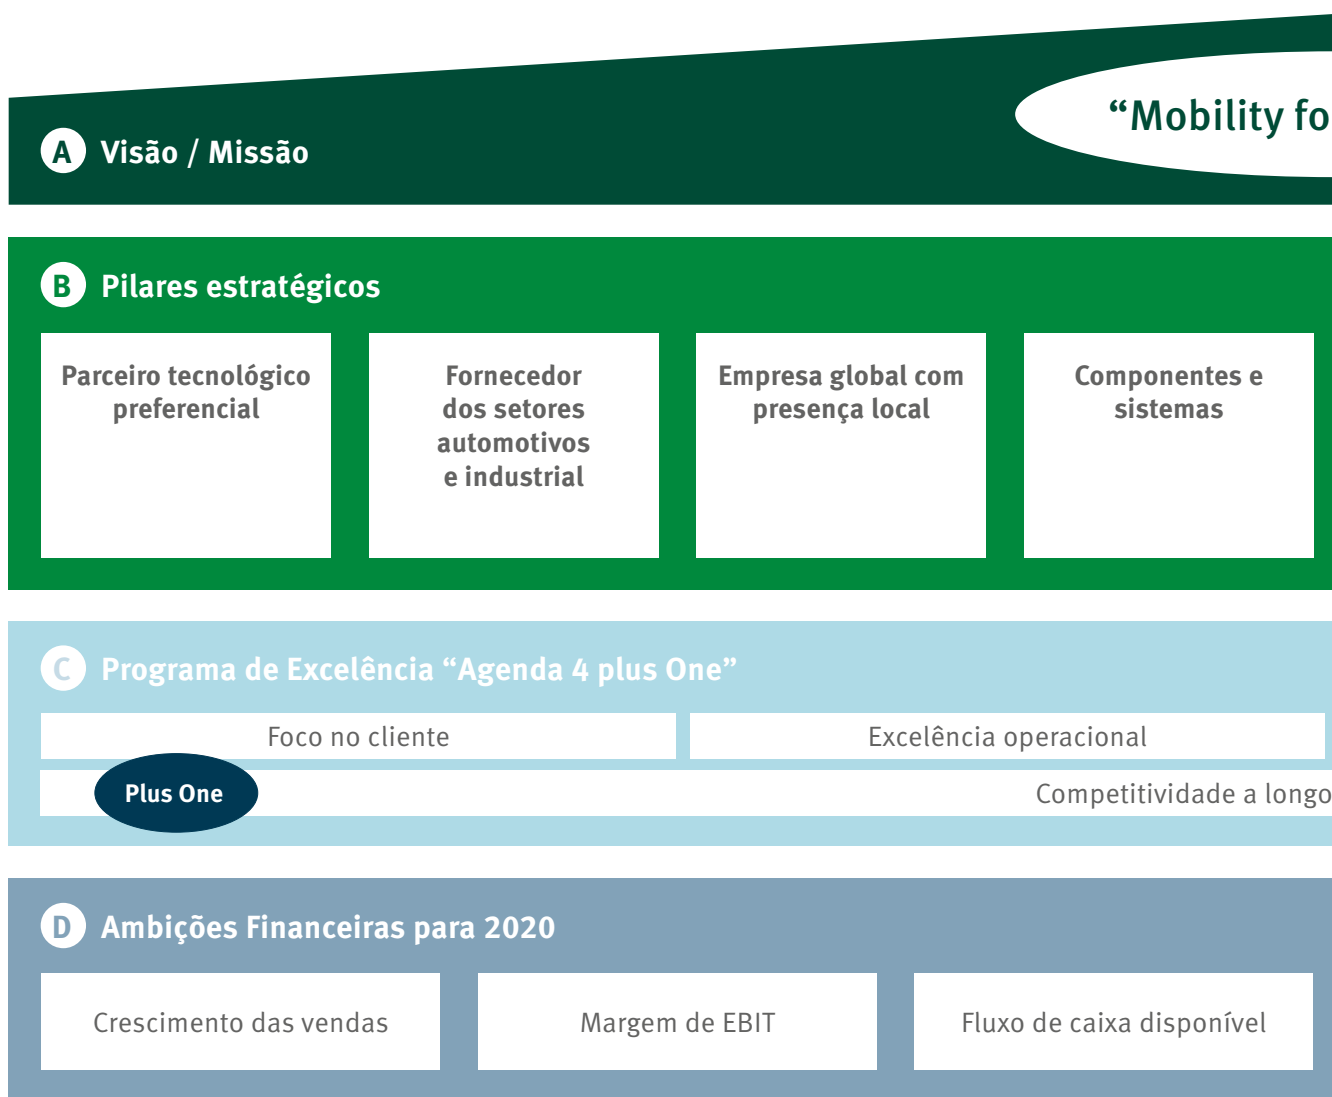 “Mobility fo
A Visão / Missão
B Pilares estratégicos
Parceiro tecnológico
preferencial
Fornecedor
dos setores
automotivos
e industrial
Empresa global com
presença local
Componentes e
sistemas
C Programa de Excelência “Agenda 4 plus One”
Foco no cliente
Excelência operacional
Plus One
Competitividade a longo
D Ambições Financeiras para 2020
Crescimento das vendas
Margem de EBIT
Fluxo de caixa disponível